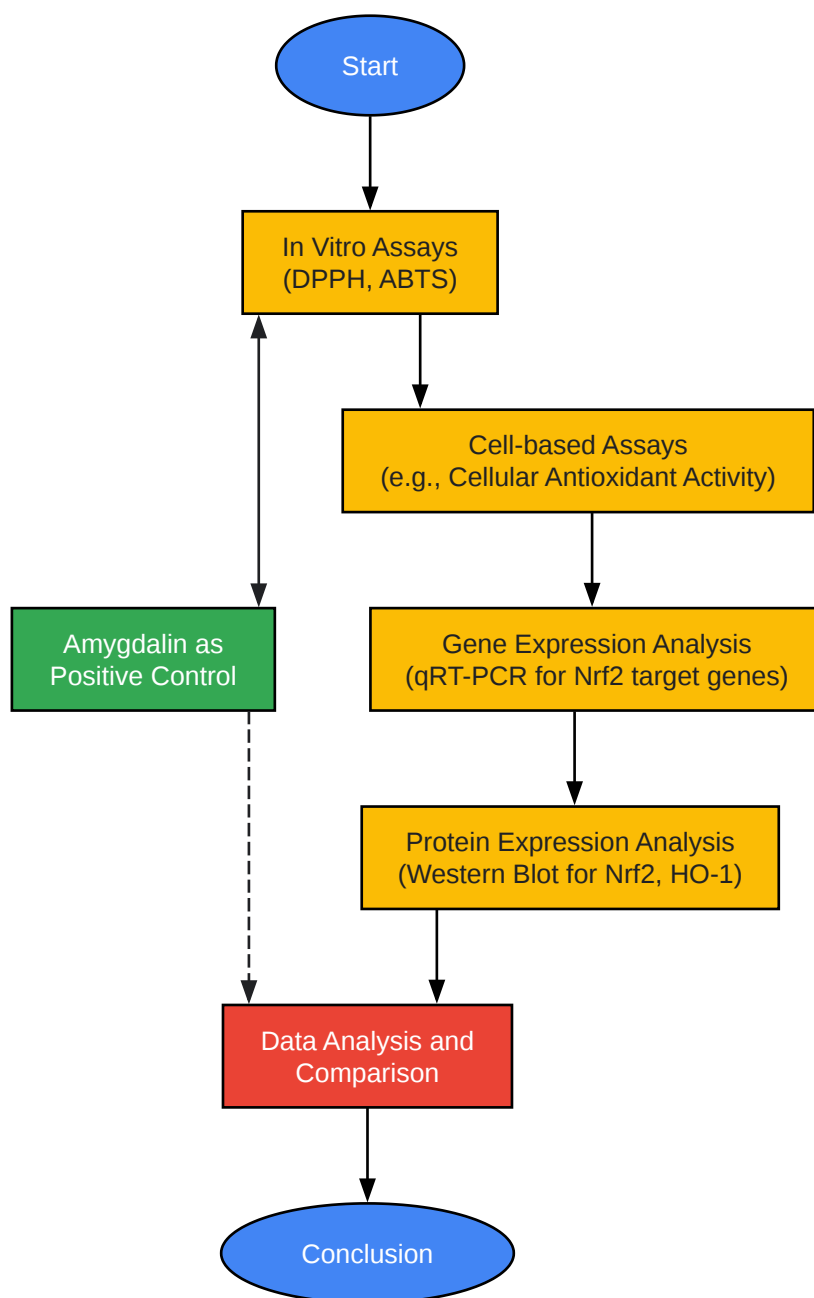 Start
In Vitro Assays
(DPPH, ABTS)
Cell-based Assays
(e.g., Cellular Antioxidant Activity)
Amygdalin as
Positive Control
Gene Expression Analysis
(qRT-PCR for Nrf2 target genes)
Protein Expression Analysis
(Western Blot for Nrf2, HO-1)
Data Analysis and
Comparison
Conclusion